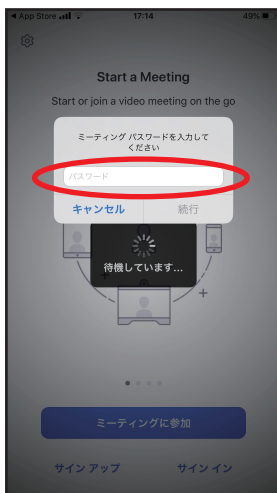 ◀ App Store 17:14 49%
Start a Meeting
Start or join a video meeting on the go
ミーティング パスワードを入力して
ください
パスワード
キャンセル 続行
待機しています...
ミーティングに参加
サイン アップ サイン イン